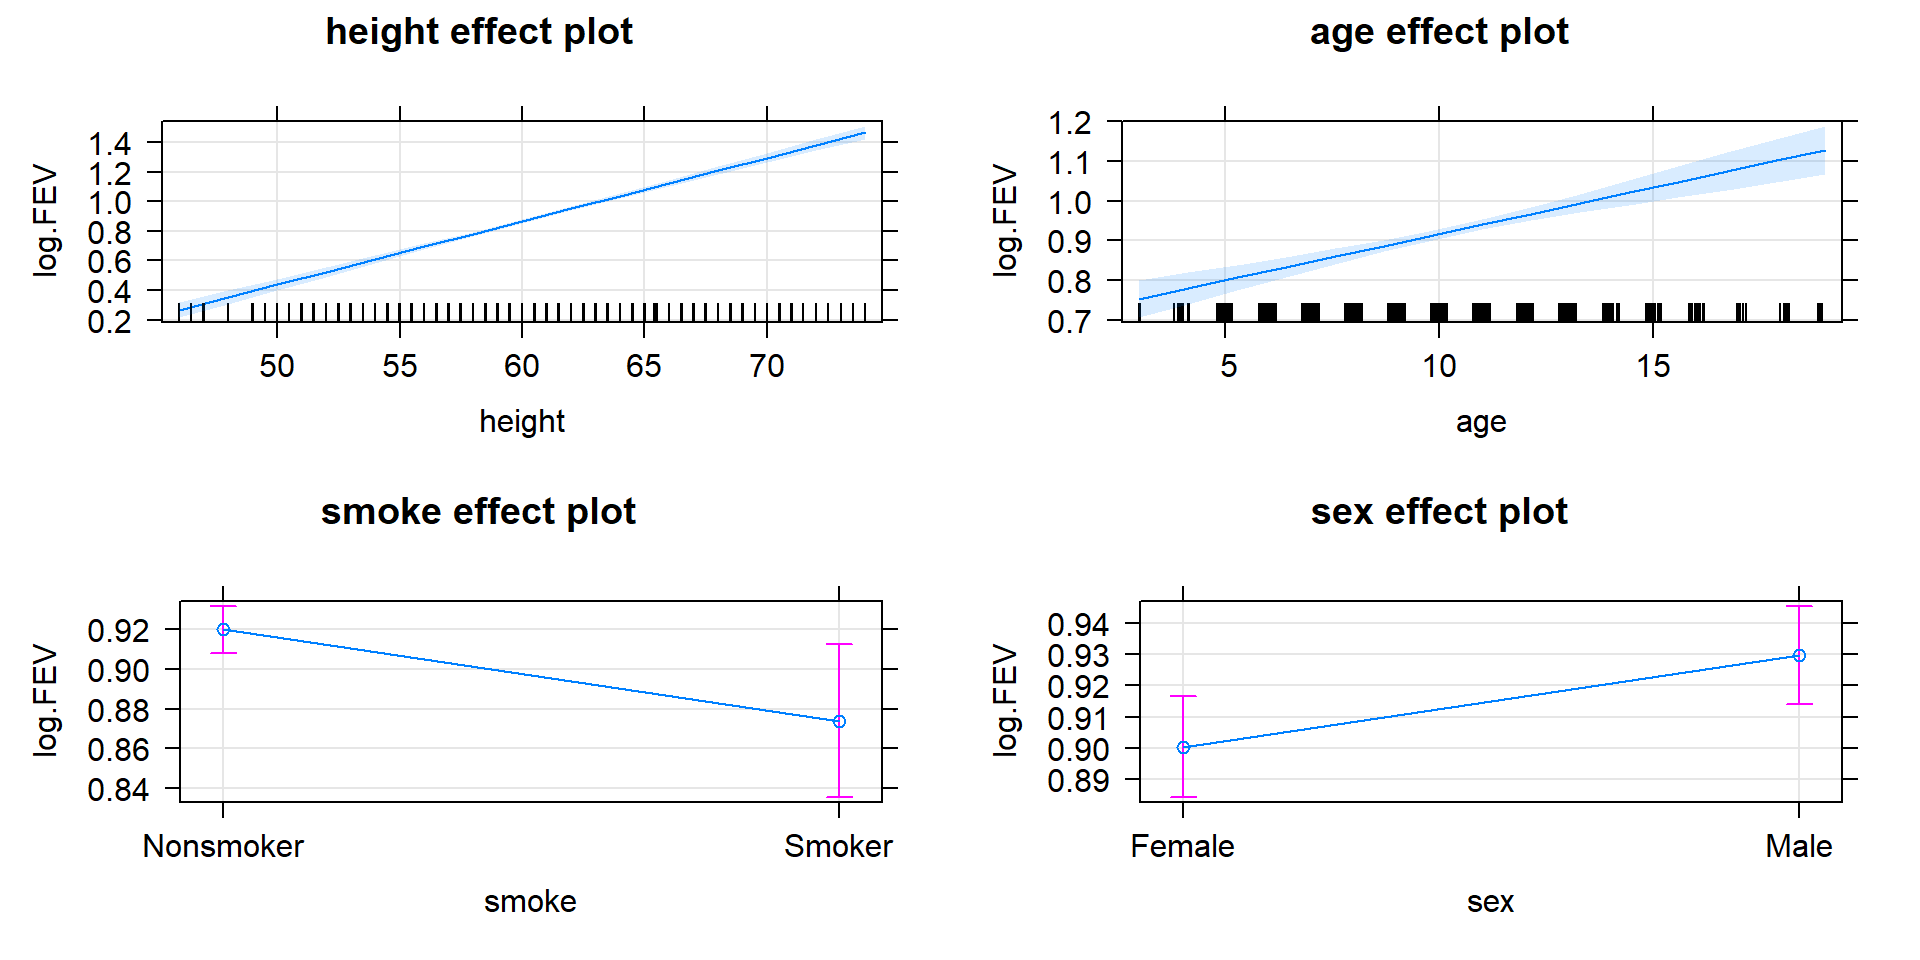 height effect plot
log.FEV
1.4
1.2
1.0
0.8
0.6
0.4
0.2
50 55 60 65 70
height
age effect plot
log.FEV
1.2
1.1
1.0
0.9
0.8
0.7
5 10 15
age
smoke effect plot
log.FEV
0.92
0.90
0.88
0.86
0.84
Nonsmoker Smoker
smoke
sex effect plot
log.FEV
0.94
0.93
0.92
0.91
0.90
0.89
Female Male
sex